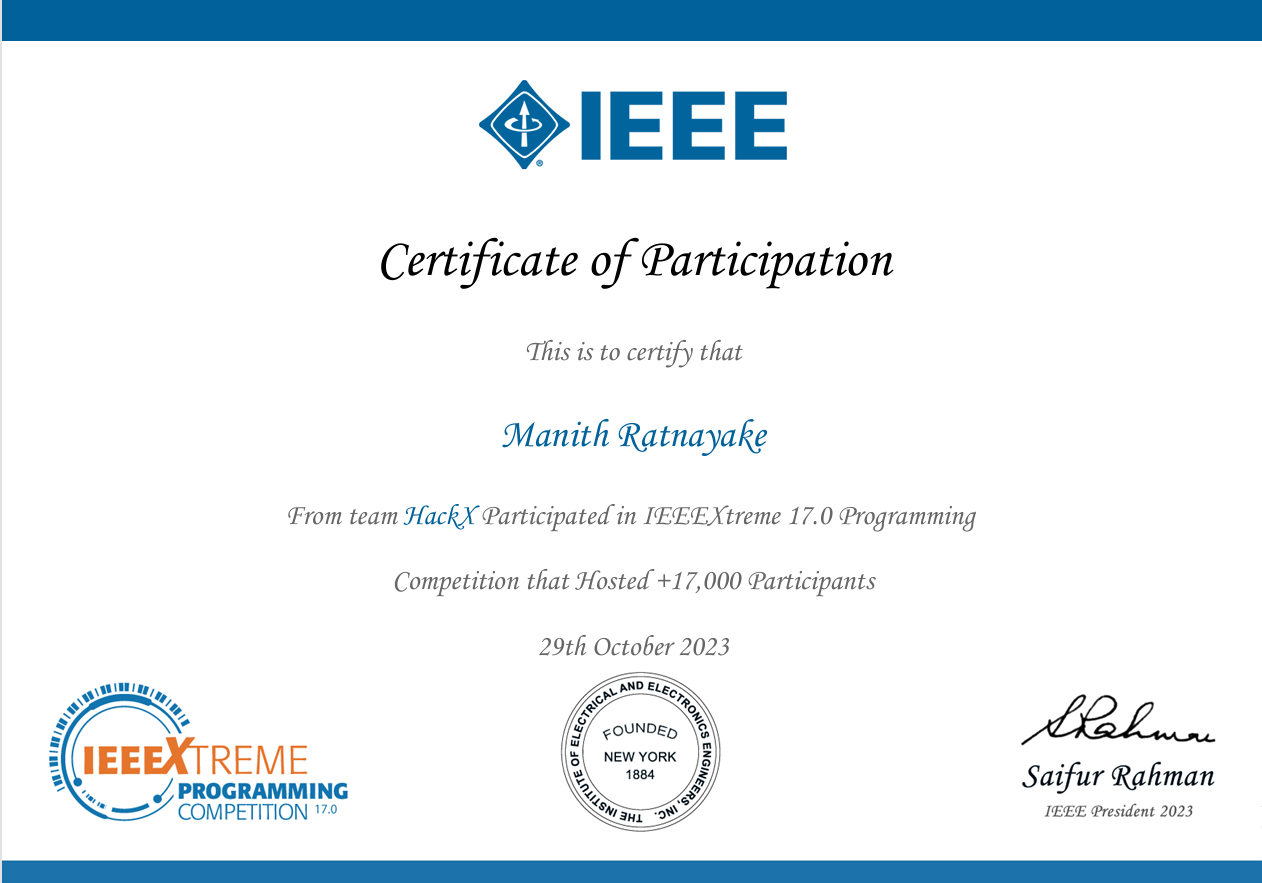 IEEE
Certificate of Participation
This is to certify that
Manith Ratnayake
From team HackX Participated in IEEEXtreme 17.0 Programming
Competition that Hosted +17,000 Participants
29th October 2023
IEEEXTREME
PROGRAMMING
COMPETITION 17.0
THE INSTITUTE OF ELECTRICAL AND ELECTRONICS ENGINEERS, INC.
FOUNDED
NEW YORK
1884
SRahman
Saifur Rahman
IEEE President 2023